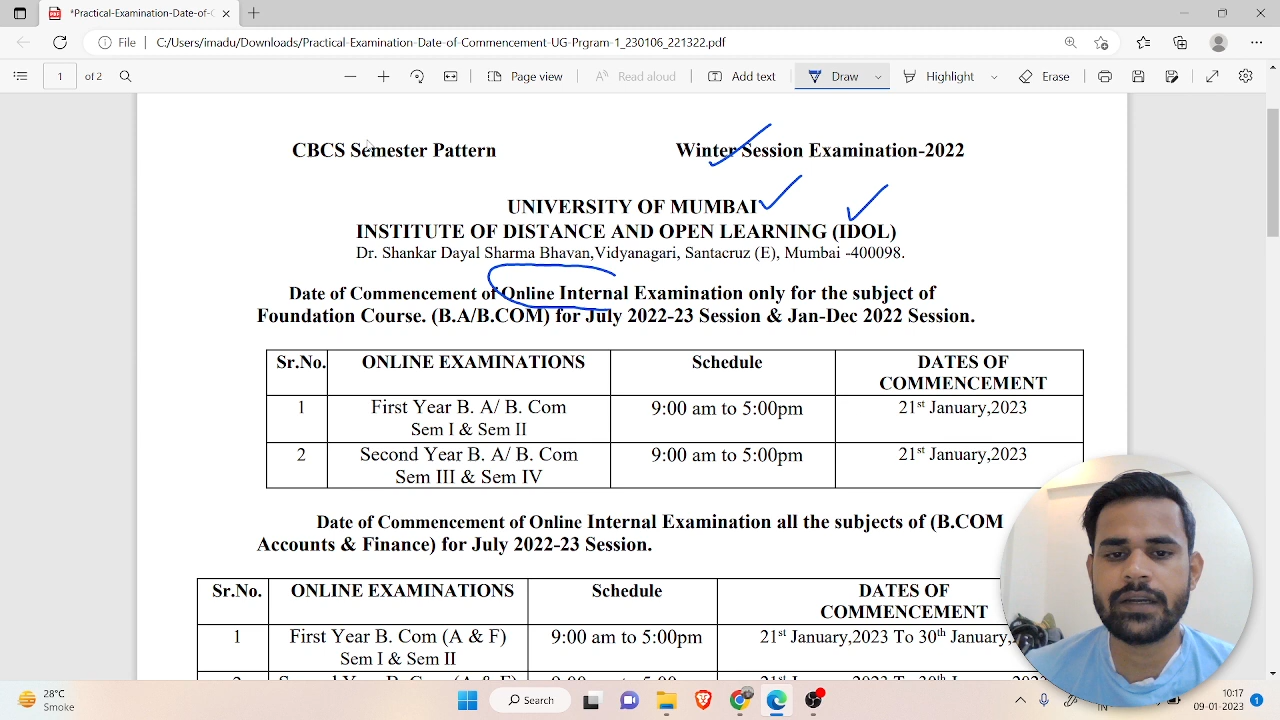 *Practical-Examination-Date-of-C
File
C:/Users/imadu/Downloads/Practical-Examination-Date-of-Commencement-UG-Prgram-1_230106_221322.pdf
1 of 2
Page view
Read aloud
Add text
Draw
Highlight
Erase
CBCS Semester Pattern Winter Session Examination-2022
UNIVERSITY OF MUMBAI
INSTITUTE OF DISTANCE AND OPEN LEARNING (IDOL)
Dr. Shankar Dayal Sharma Bhavan,Vidyanagari, Santacruz (E), Mumbai -400098.
Date of Commencement of Online Internal Examination only for the subject of
Foundation Course. (B.A/B.COM) for July 2022-23 Session & Jan-Dec 2022 Session.
Sr.No. ONLINE EXAMINATIONS Schedule DATES OF
COMMENCEMENT
1 First Year B. A/ B. Com 9:00 am to 5:00pm 21st January,2023
Sem I & Sem II
2 Second Year B. A/ B. Com 9:00 am to 5:00pm 21st January,2023
Sem III & Sem IV
Date of Commencement of Online Internal Examination all the subjects of (B.COM
Accounts & Finance) for July 2022-23 Session.
Sr.No. ONLINE EXAMINATIONS Schedule DATES OF
COMMENCEMENT
1 First Year B. Com (A & F) 9:00 am to 5:00pm 21st January,2023 To 30th January,
Sem I & Sem II
28°C
Smoke
Search
10:17
09-01-2023
1